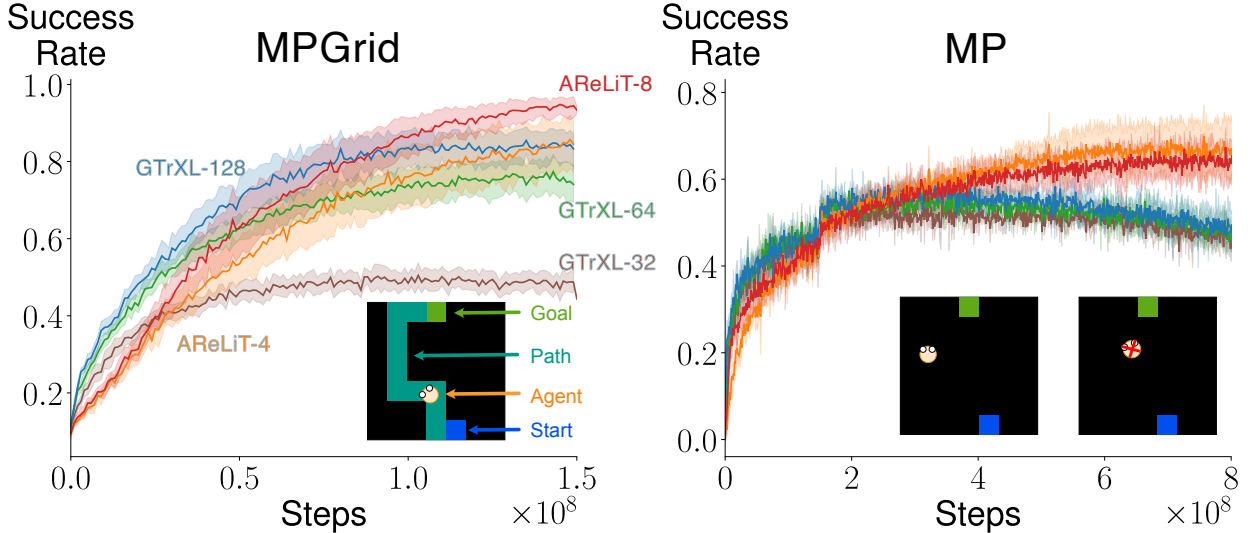 Success
Rate
MPGrid
1.0
0.8
0.6
0.4
0.2
AReLiT-8
GTrXL-128
GTrXL-64
GTrXL-32
AReLiT-4
Goal
Path
Agent
Start
0.0 0.5 1.0 1.5
Steps
×10⁸
Success
Rate
MP
0.8
0.6
0.4
0.2
0.0
0 2 4 6 8
Steps
×10⁸